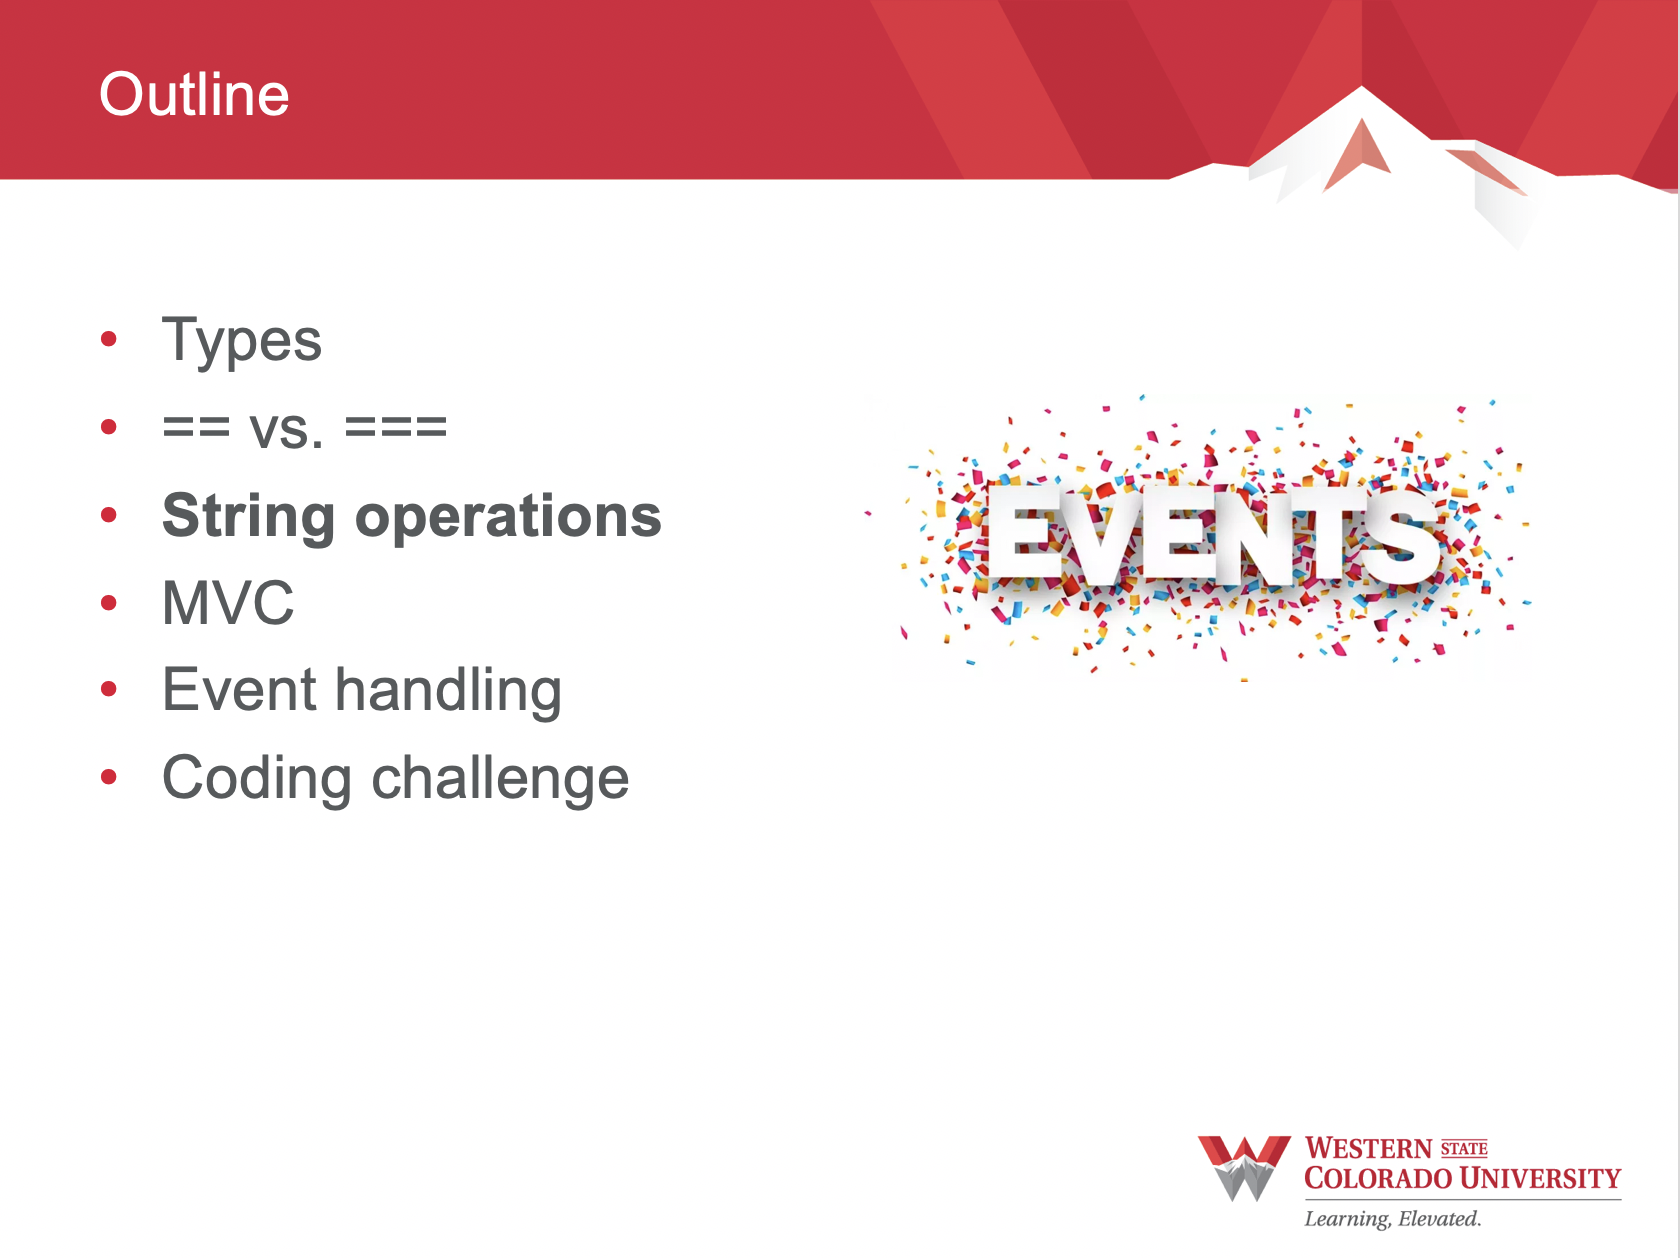 Outline
• Types
• == vs. ===
• String operations
• MVC
• Event handling
• Coding challenge
EVENTS
WESTERN STATE
COLORADO UNIVERSITY
Learning, Elevated.